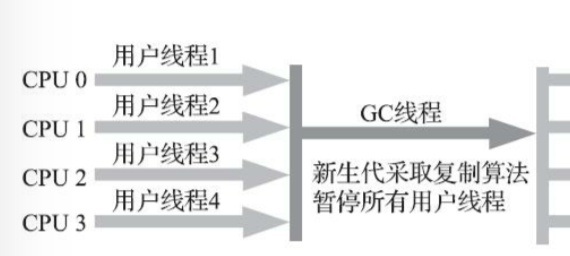 用户线程1
CPU 0
用户线程2
CPU 1
用户线程3
CPU 2
用户线程4
CPU 3
GC线程
新生代采取复制算法
暂停所有用户线程